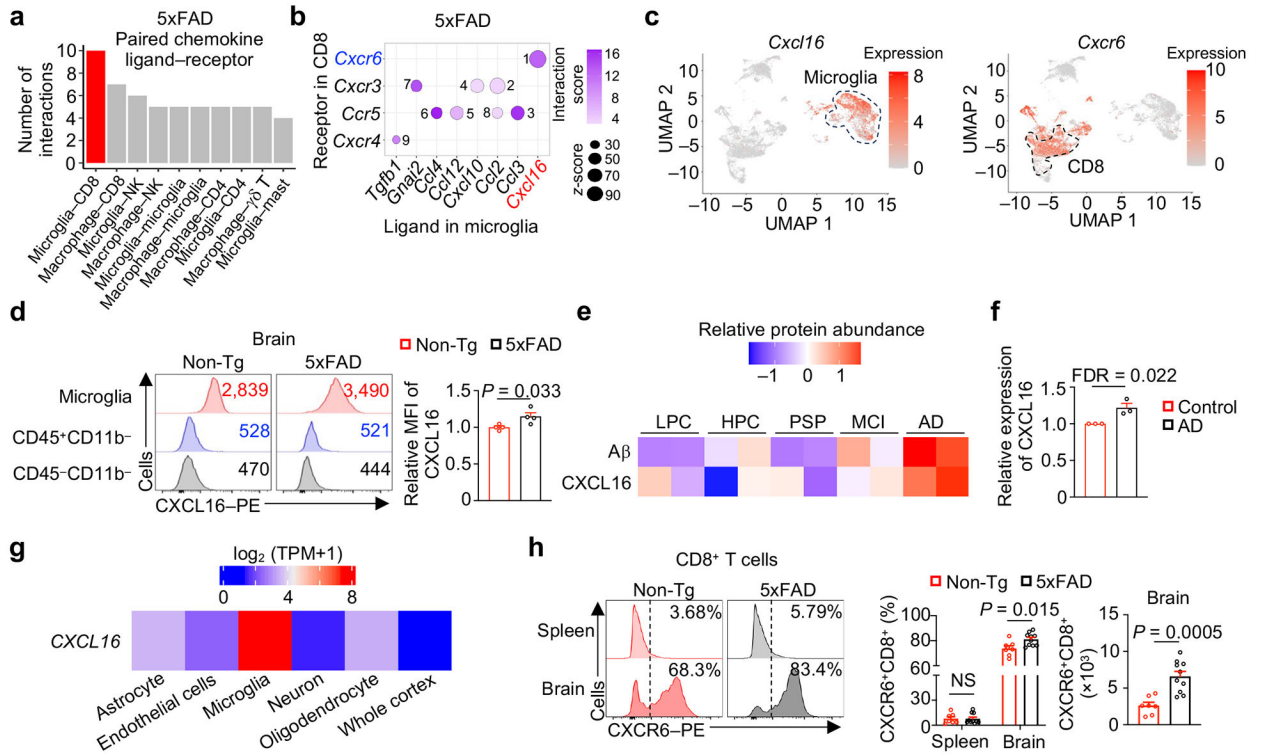 a
5xFAD
Paired chemokine
ligand–receptor
Number of
interactions
10
8
6
4
2
0
Microglia–CD8
Macrophage–CD8
Microglia–NK
Macrophage–NK
Microglia–microglia
Macrophage–microglia
Macrophage–CD4
Microglia–CD4
Macrophage–γδ T
Microglia–mast
b
5xFAD
Receptor in CD8
Cxcr6
Cxcr3
Ccr5
Cxcr4
1
7
4
2
6
5
8
3
9
Tgfb1
Gnai2
Ccl4
Ccl12
Cxcl10
Ccl2
Ccl3
Cxcl16
Ligand in microglia
Interaction
score
16
12
8
4
z-score
30
50
70
90
c
Cxcl16
Expression
8
4
0
Microglia
UMAP 2
10
5
0
−5
−10
−10
−5
0
5
10
15
UMAP 1
Cxcr6
Expression
10
5
0
CD8
UMAP 2
10
5
0
−5
−10
−10
−5
0
5
10
15
UMAP 1
d
Brain
Non-Tg
5xFAD
Microglia
2,839
3,490
CD45⁺CD11b⁻
528
521
CD45⁻CD11b⁻
470
444
Cells
CXCL16–PE
Non-Tg
5xFAD
P = 0.033
Relative MFI of
CXCL16
1.5
1.0
0.5
0
e
Relative protein abundance
−1
0
1
LPC
HPC
PSP
MCI
AD
Aβ
CXCL16
f
FDR = 0.022
Relative expression
of CXCL16
1.5
1.0
0.5
0
Control
AD
g
log₂ (TPM+1)
0
4
8
CXCL16
Astrocyte
Endothelial cells
Microglia
Neuron
Oligodendrocyte
Whole cortex
h
CD8⁺ T cells
Non-Tg
5xFAD
Spleen
3.68%
5.79%
Brain
68.3%
83.4%
Cells
CXCR6–PE
Non-Tg
5xFAD
P = 0.015
CXCR6⁺CD8⁺ (%)
100
80
60
30
0
NS
Spleen
Brain
Brain
P = 0.0005
CXCR6⁺CD8⁺
(×10³)
15
10
5
0